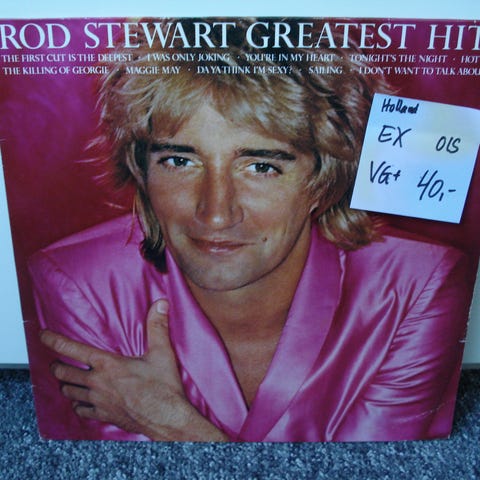 ROD STEWART GREATEST HIT
THE FIRST CUT IS THE DEEPEST · I WAS ONLY JOKING · YOU'RE IN MY HEART · TONIGHT'S THE NIGHT · HOT
THE KILLING OF GEORGIE · MAGGIE MAY · DA YA THINK I'M SEXY? · SAILING · I DON'T WANT TO TALK ABOU
Holland
EX OIS
VG+ 40,-